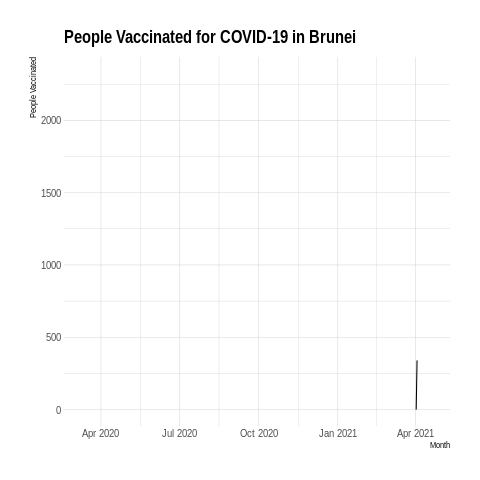 People Vaccinated for COVID-19 in Brunei
People Vaccinated
2000
1500
1000
500
0
Apr 2020 Jul 2020 Oct 2020 Jan 2021 Apr 2021
Month